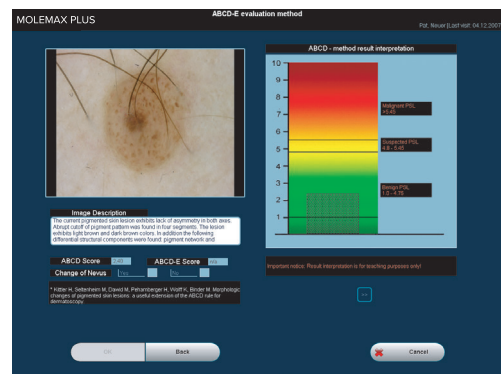 MOLEMAX PLUS
ABCD-E evaluation method
Pat. Neuer | Last visit: 04.12.2007
ABCD - method result interpretation
10
9
8
7
6
5
4
3
2
1
Malignant PSL
>5.45
Suspected PSL
4.8 - 5.45
Benign PSL
1.0 - 4.75
Image Description
The current pigmented skin lesion exhibits lack of asymmetry in both axes.
Abrupt cutoff of pigment pattern was found in four segments. The lesion
exhibits light brown and dark brown colors. In addition the following
differential structural components were found: pigment network and
ABCD Score
2.40
ABCD-E Score
n/a
Change of Nevus
Yes
No
* Kittler H, Seltenheim M, Dawid M, Pehamberger H, Wolff K, Binder M. Morphologic
changes of pigmented skin lesions: a useful extension of the ABCD rule for
dermatoscopy.
Important notice: Result interpretation is for teaching purposes only!
OK
Back
Cancel